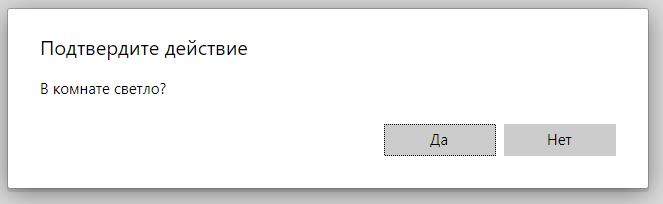 Подтвердите действие
В комнате светло?
Да Нет